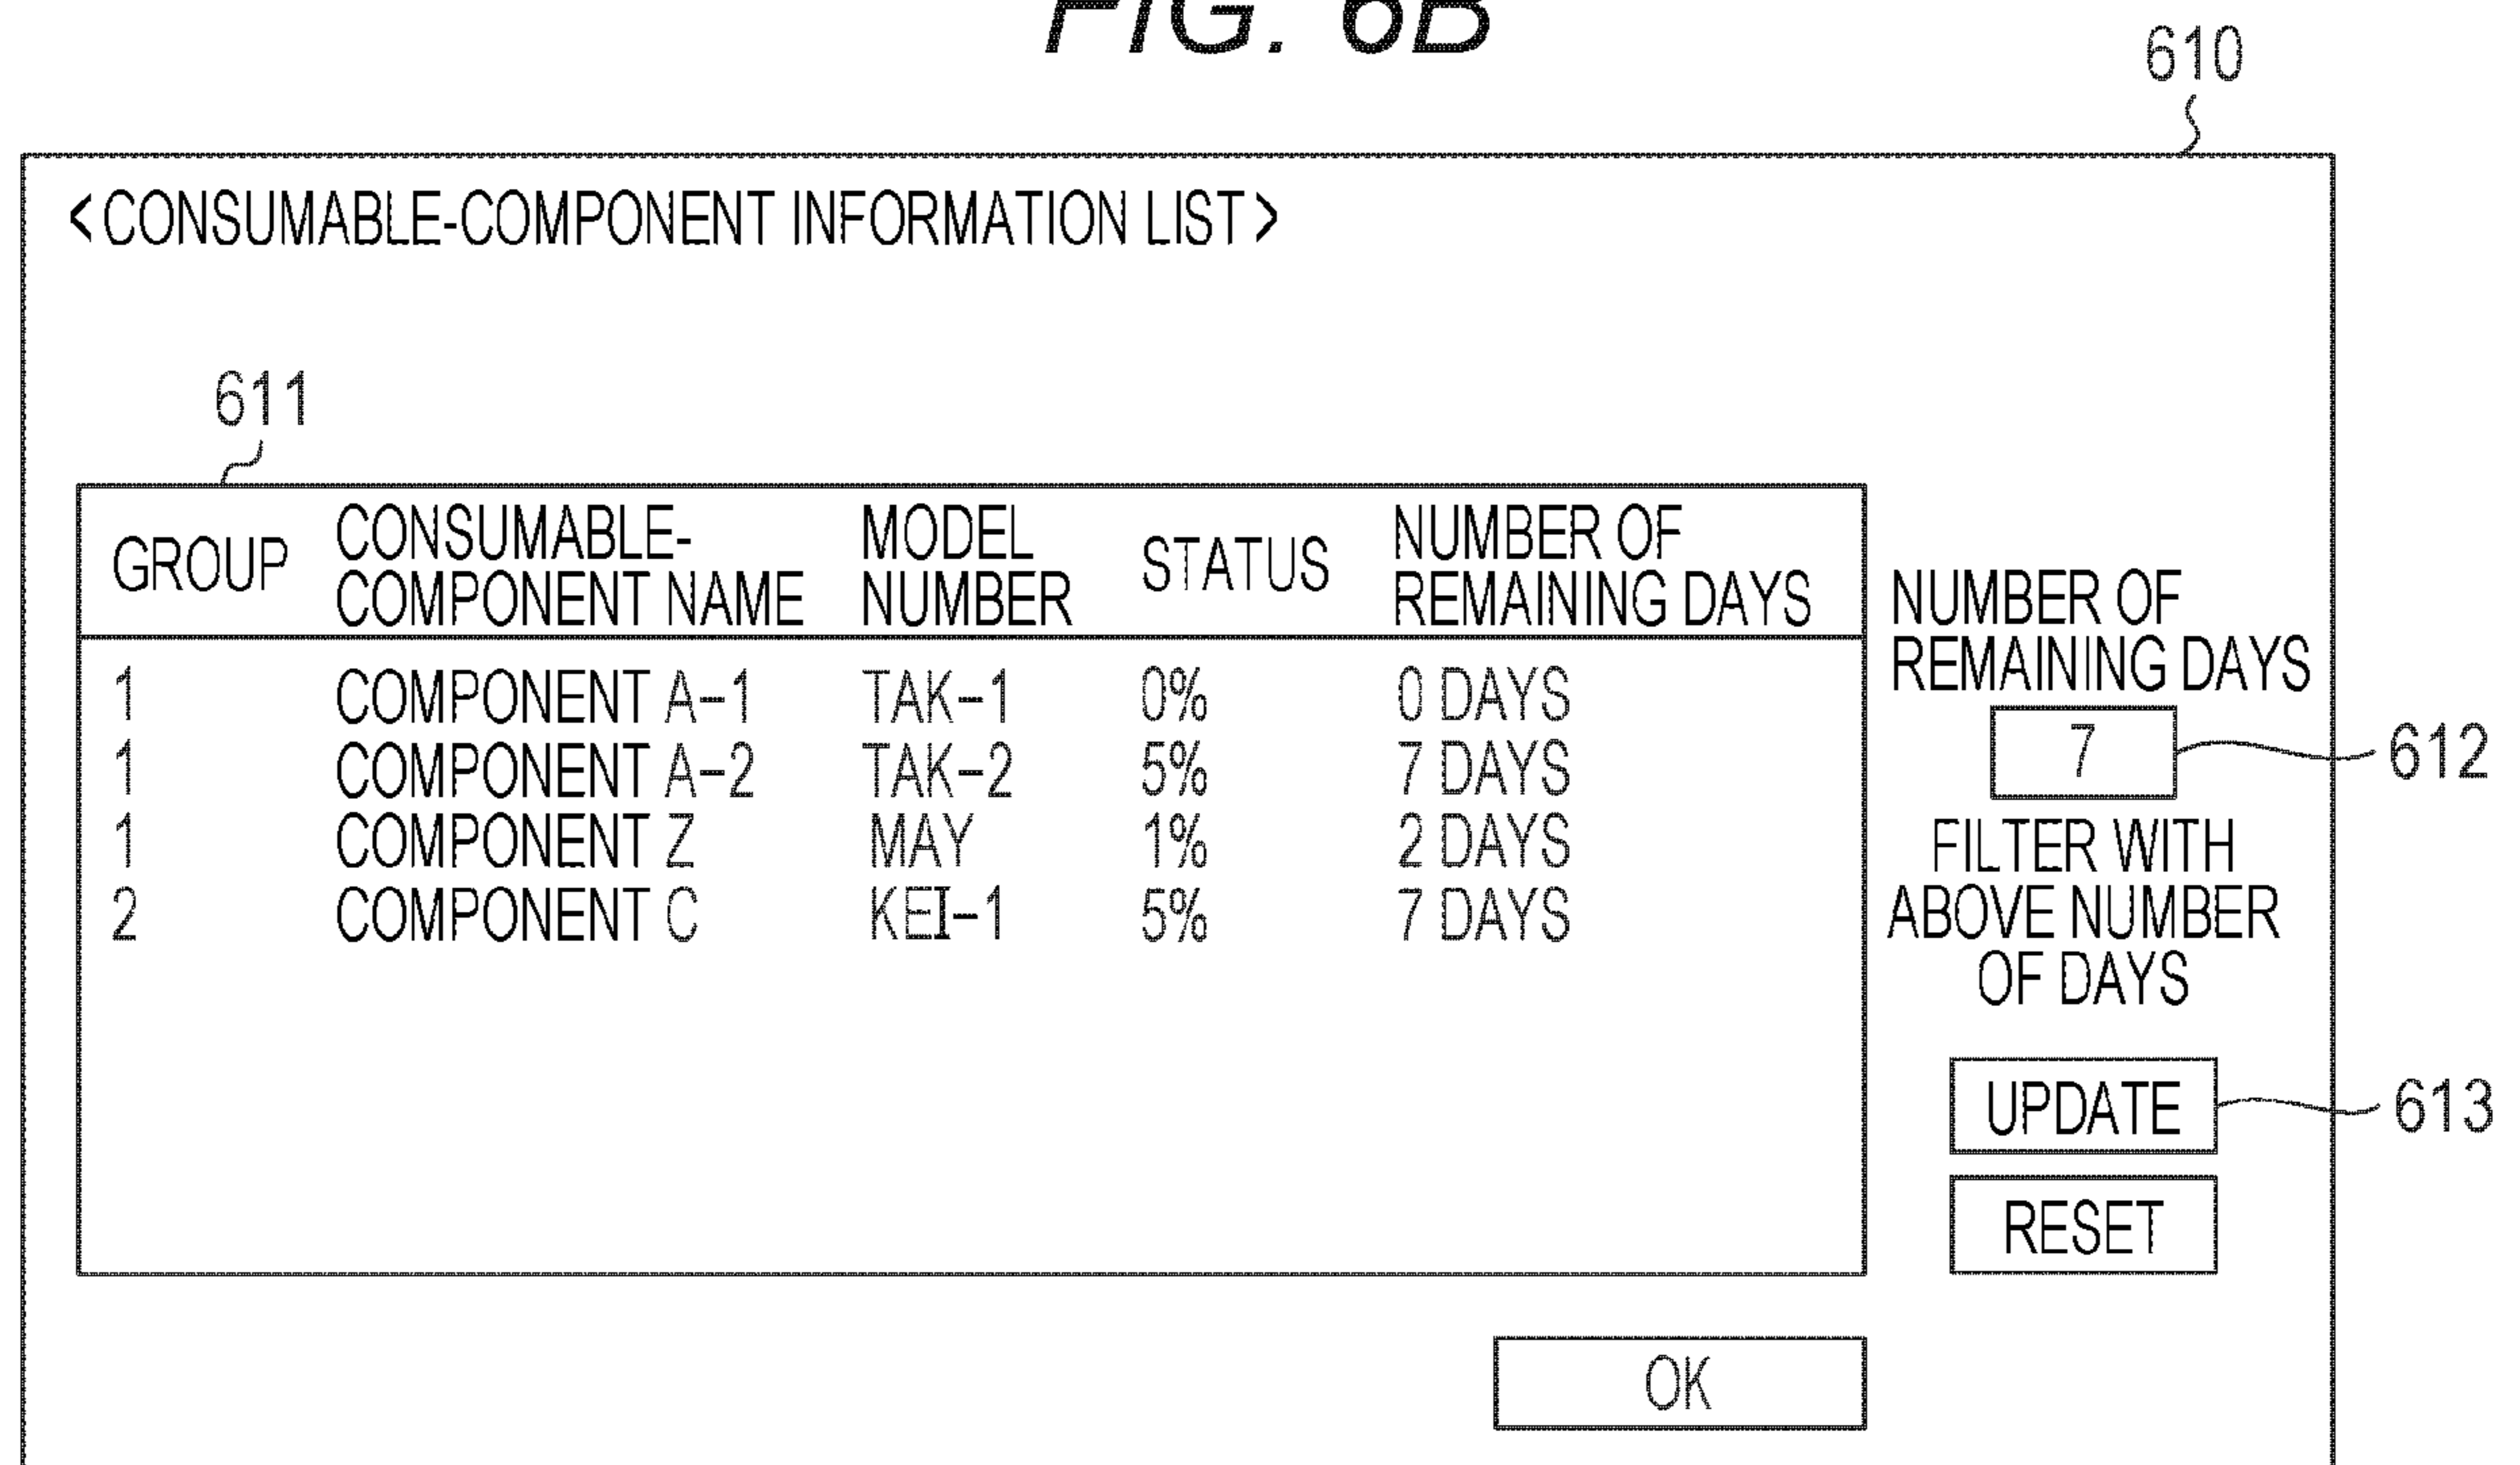 FIG. 6B
610
<CONSUMABLE-COMPONENT INFORMATION LIST>
611
GROUP CONSUMABLE-COMPONENT NAME MODEL NUMBER STATUS NUMBER OF REMAINING DAYS
1 COMPONENT A-1 TAK-1 0% 0 DAYS
1 COMPONENT A-2 TAK-2 5% 7 DAYS
1 COMPONENT Z MAY 1% 2 DAYS
2 COMPONENT C KEI-1 5% 7 DAYS
NUMBER OF
REMAINING DAYS
7
612
FILTER WITH
ABOVE NUMBER
OF DAYS
UPDATE
613
RESET
OK